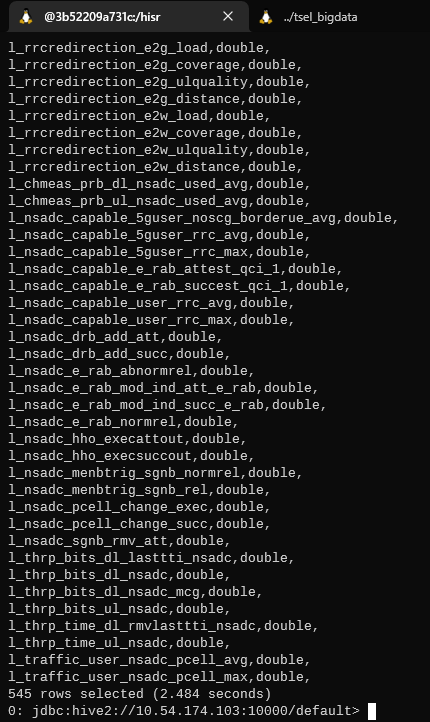 @3b52209a731c:/hisr
../tsel_bigdata
l_rrcredirection_e2g_load,double,
l_rrcredirection_e2g_coverage,double,
l_rrcredirection_e2g_ulquality,double,
l_rrcredirection_e2g_distance,double,
l_rrcredirection_e2w_load,double,
l_rrcredirection_e2w_coverage,double,
l_rrcredirection_e2w_ulquality,double,
l_rrcredirection_e2w_distance,double,
l_chmeas_prb_dl_nsadc_used_avg,double,
l_chmeas_prb_ul_nsadc_used_avg,double,
l_nsadc_capable_5guser_noscg_borderue_avg,double,
l_nsadc_capable_5guser_rrc_avg,double,
l_nsadc_capable_5guser_rrc_max,double,
l_nsadc_capable_e_rab_attest_qci_1,double,
l_nsadc_capable_e_rab_succest_qci_1,double,
l_nsadc_capable_user_rrc_avg,double,
l_nsadc_capable_user_rrc_max,double,
l_nsadc_drb_add_att,double,
l_nsadc_drb_add_succ,double,
l_nsadc_e_rab_abnormrel,double,
l_nsadc_e_rab_mod_ind_att_e_rab,double,
l_nsadc_e_rab_mod_ind_succ_e_rab,double,
l_nsadc_e_rab_normrel,double,
l_nsadc_hho_execattout,double,
l_nsadc_hho_execsuccout,double,
l_nsadc_menbtrig_sgnb_normrel,double,
l_nsadc_menbtrig_sgnb_rel,double,
l_nsadc_pcell_change_exec,double,
l_nsadc_pcell_change_succ,double,
l_nsadc_sgnb_rmv_att,double,
l_thrp_bits_dl_lasttti_nsadc,double,
l_thrp_bits_dl_nsadc,double,
l_thrp_bits_dl_nsadc_mcg,double,
l_thrp_bits_ul_nsadc,double,
l_thrp_time_dl_rmvlasttti_nsadc,double,
l_thrp_time_ul_nsadc,double,
l_traffic_user_nsadc_pcell_avg,double,
l_traffic_user_nsadc_pcell_max,double,
545 rows selected (2.484 seconds)
0: jdbc:hive2://10.54.174.103:10000/default>